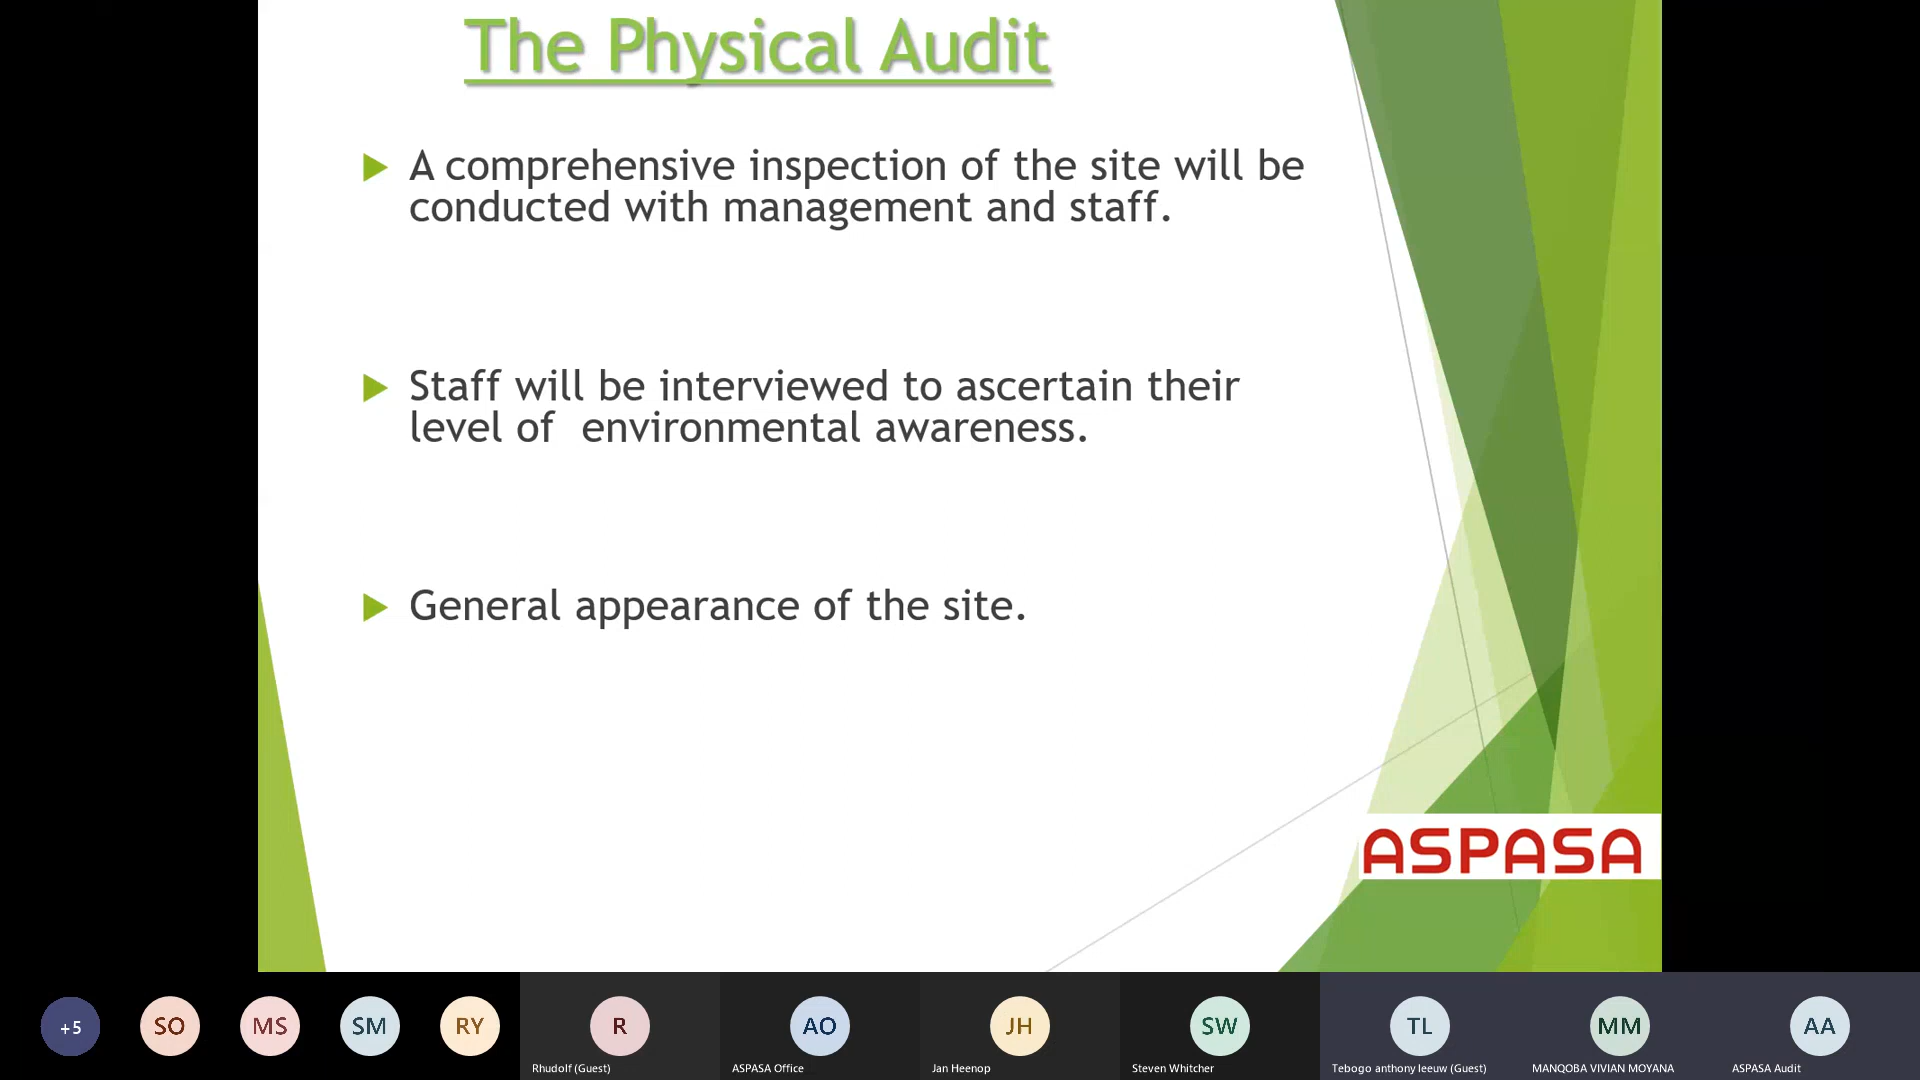 The Physical Audit
A comprehensive inspection of the site will be
conducted with management and staff.
Staff will be interviewed to ascertain their
level of  environmental awareness.
General appearance of the site.
ASPASA
+5
SO
MS
SM
RY
R
Rhudolf (Guest)
AO
ASPASA Office
JH
Jan Heenop
SW
Steven Whitcher
TL
Tebogo anthony leeuw (Guest)
MM
MANQOBA VIVIAN MOYANA
AA
ASPASA Audit